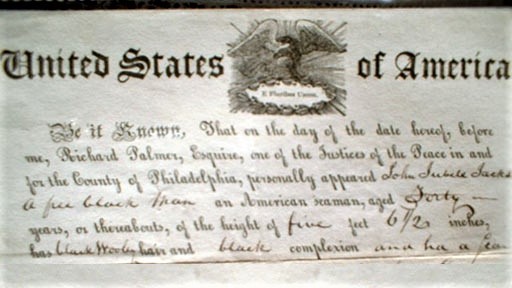 United States of America
E Pluribus Unum.
Be it Known, That on the day of the date hereof, before
me, Richard Palmer, Esquire, one of the Justices of the Peace in and
for the County of Philadelphia, personally appeared John
A free black Man an American seaman, aged Forty
years, or thereabouts, of the height of five feet 6 1/2 inches,
has black Wooly hair and black complexion and has a